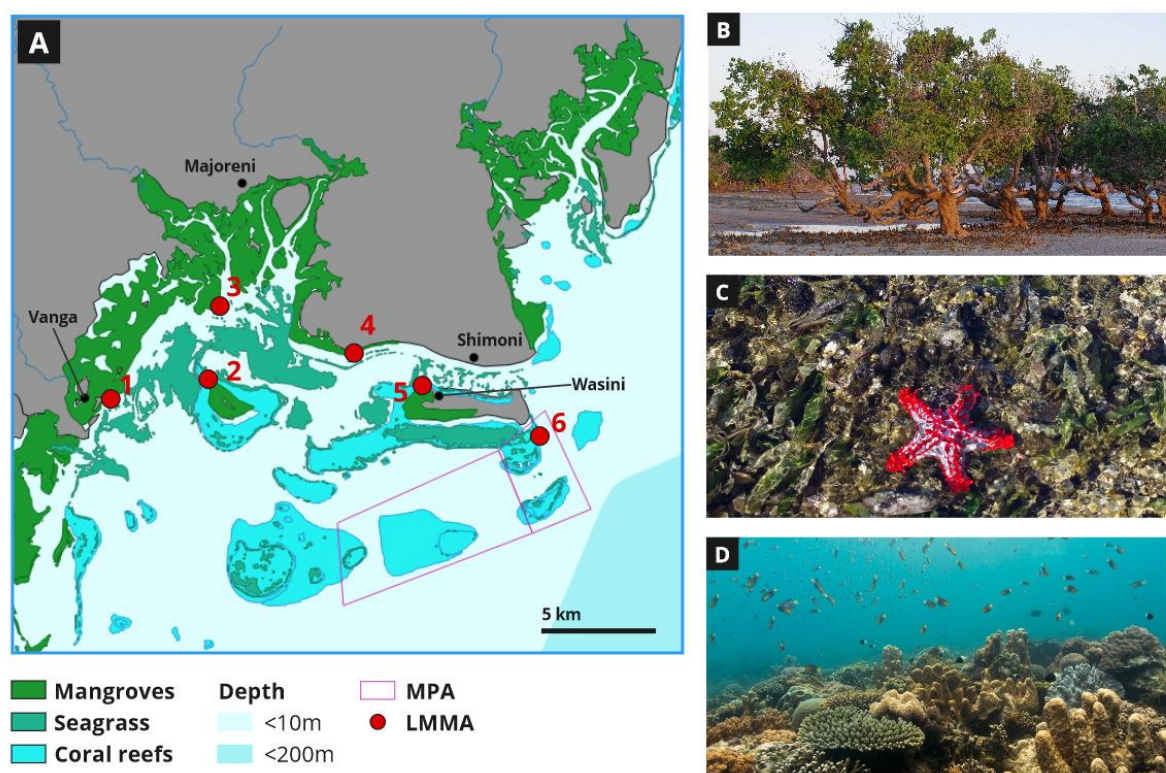 A
Majoreni
3
Vanga
4
Shimoni
1
2
5
Wasini
6
5 km
Mangroves
Seagrass
Coral reefs
Depth
<10m
<200m
MPA
LMMA
B
C
D